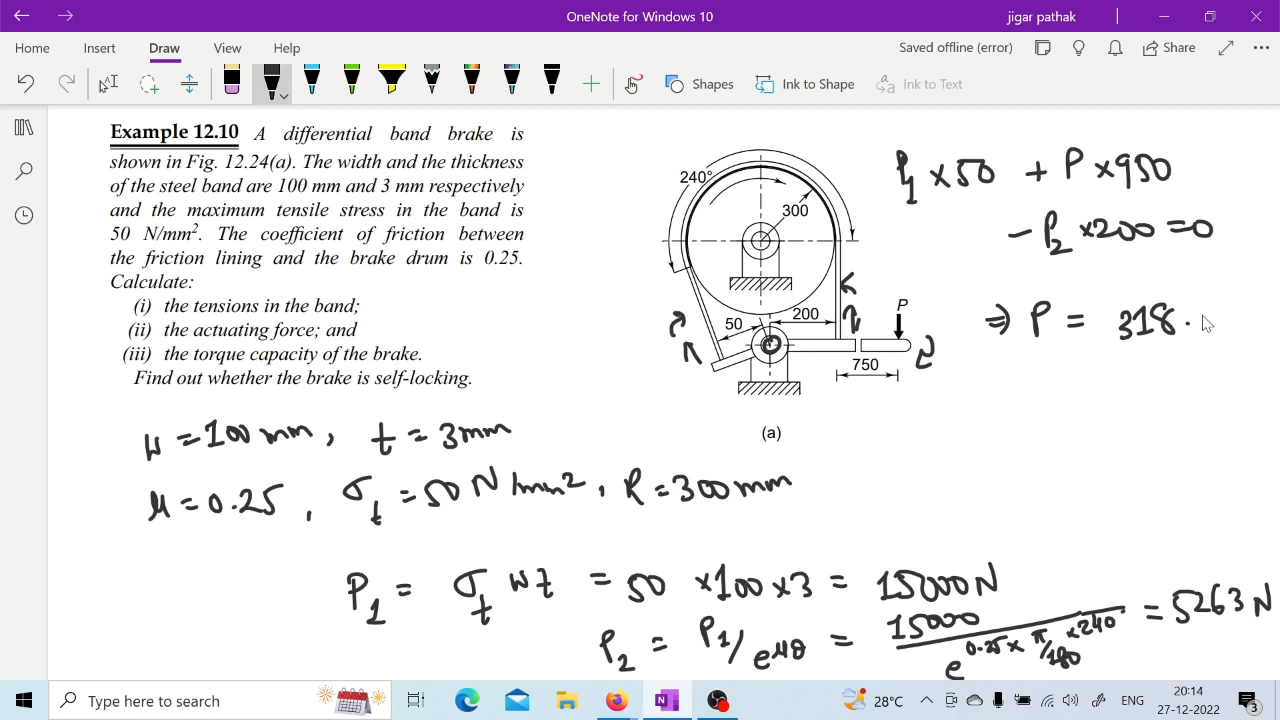 OneNote for Windows 10
jigar pathak
Home Insert Draw View Help
Saved offline (error) Share
Shapes Ink to Shape Ink to Text
Example 12.10 A differential band brake is
shown in Fig. 12.24(a). The width and the thickness
of the steel band are 100 mm and 3 mm respectively
and the maximum tensile stress in the band is
50 N/mm². The coefficient of friction between
the friction lining and the brake drum is 0.25.
Calculate:
(i) the tensions in the band;
(ii) the actuating force; and
(iii) the torque capacity of the brake.
Find out whether the brake is self-locking.
240°
300
50
200
P
750
(a)
P₁ × 50 + P × 950
− P₂ × 200 = 0
⇒ P = 318.
w = 100 mm, t = 3 mm
μ = 0.25, σt = 50 N/mm², R = 300 mm
P₁ = σt wt = 50 × 100 × 3 = 15000 N
P₂ = P₁/e^μθ = 15000 / e^(0.25 × π/180 × 240) = 5263 N
Type here to search
28°C
ENG
20:14
27-12-2022
3